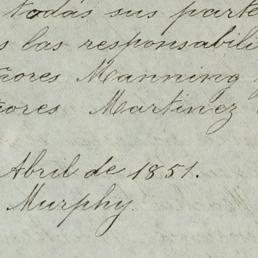 Todas sus parte
s las responsabili
ñores Manning y
ñores Martinez
Abril de 1851.
Murphy.